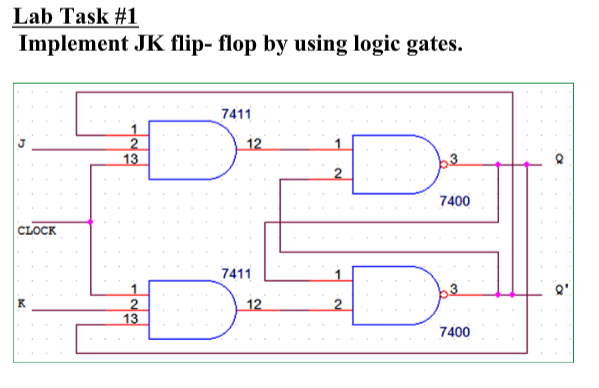 Lab Task #1
Implement JK flip- flop by using logic gates.
7411
1
J 2 12 1 3 Q
13
2
7400
CLOCK
7411
1 1
K 2 12 2 3 Q'
13
7400